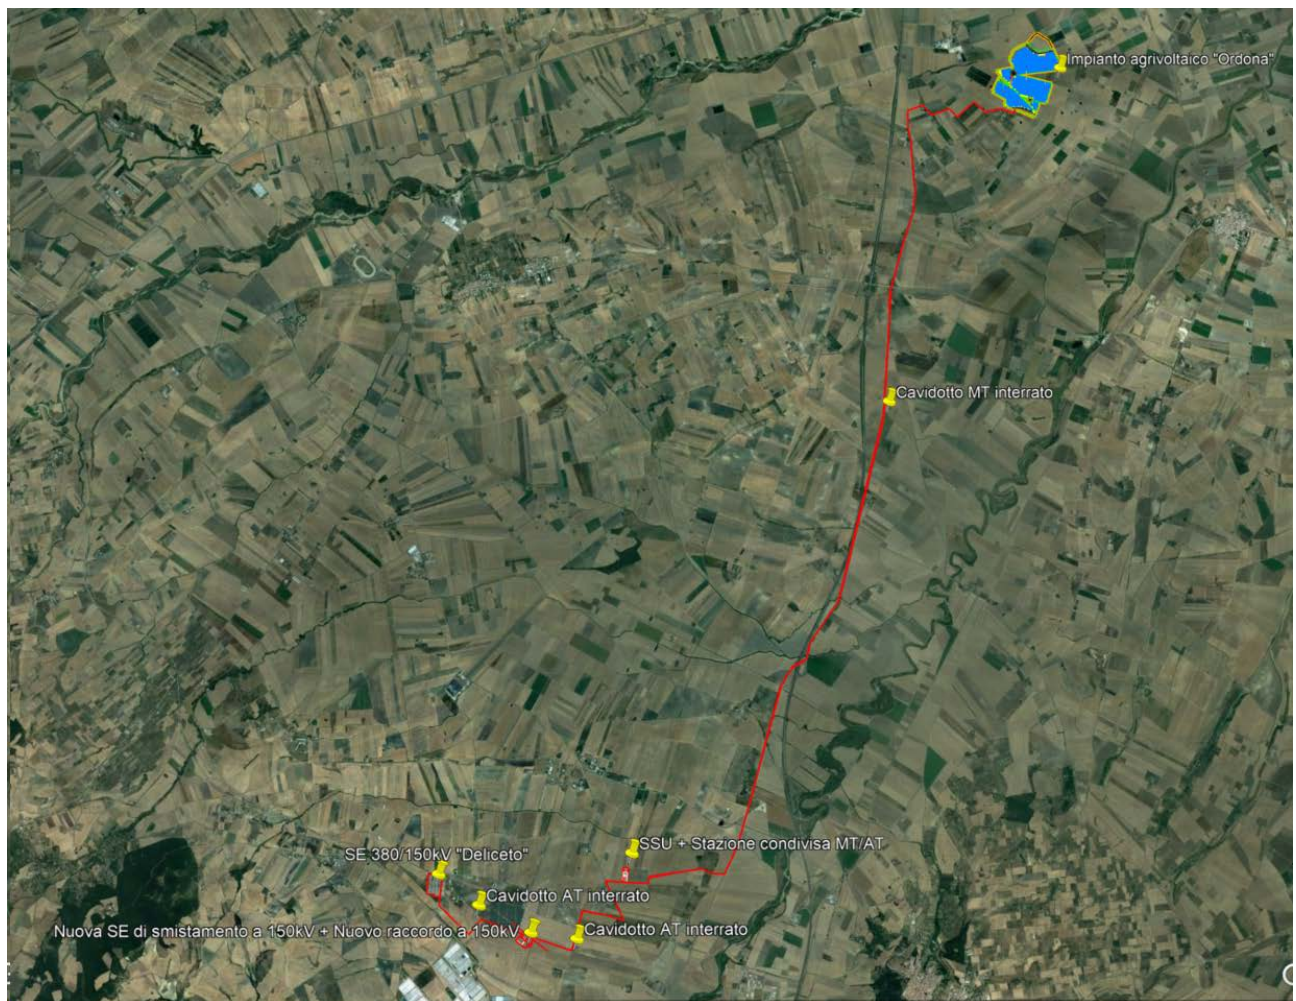 Impianto agrivoltaico "Ordona"
Cavidotto MT interrato
SSU + Stazione condivisa MT/AT
SE 380/150kV "Deliceto"
Cavidotto AT interrato
Nuova SE di smistamento a 150kV + Nuovo raccordo a 150kV
Cavidotto AT interrato